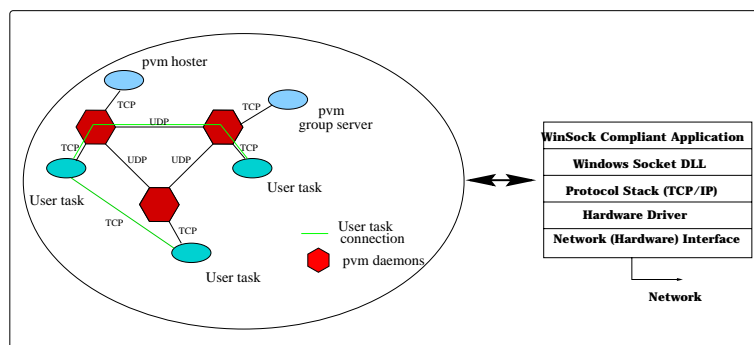 pvm hoster
TCP
TCP
UDP
pvm
group server
TCP
UDP
UDP
TCP
User task
User task
TCP
TCP
User task
User task
connection
pvm daemons
WinSock Compliant Application
Windows Socket DLL
Protocol Stack (TCP/IP)
Hardware Driver
Network (Hardware) Interface
Network